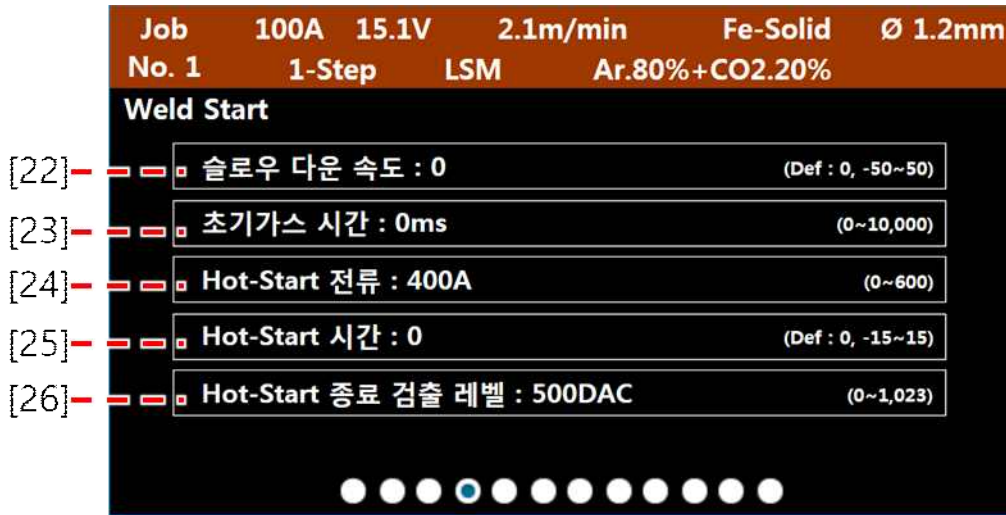 Job 100A 15.1V 2.1m/min Fe-Solid Ø 1.2mm
No. 1 1-Step LSM Ar.80%+CO2.20%
Weld Start
[22] 슬로우 다운 속도 : 0 (Def : 0, -50~50)
[23] 초기가스 시간 : 0ms (0~10,000)
[24] Hot-Start 전류 : 400A (0~600)
[25] Hot-Start 시간 : 0 (Def : 0, -15~15)
[26] Hot-Start 종료 검출 레벨 : 500DAC (0~1,023)